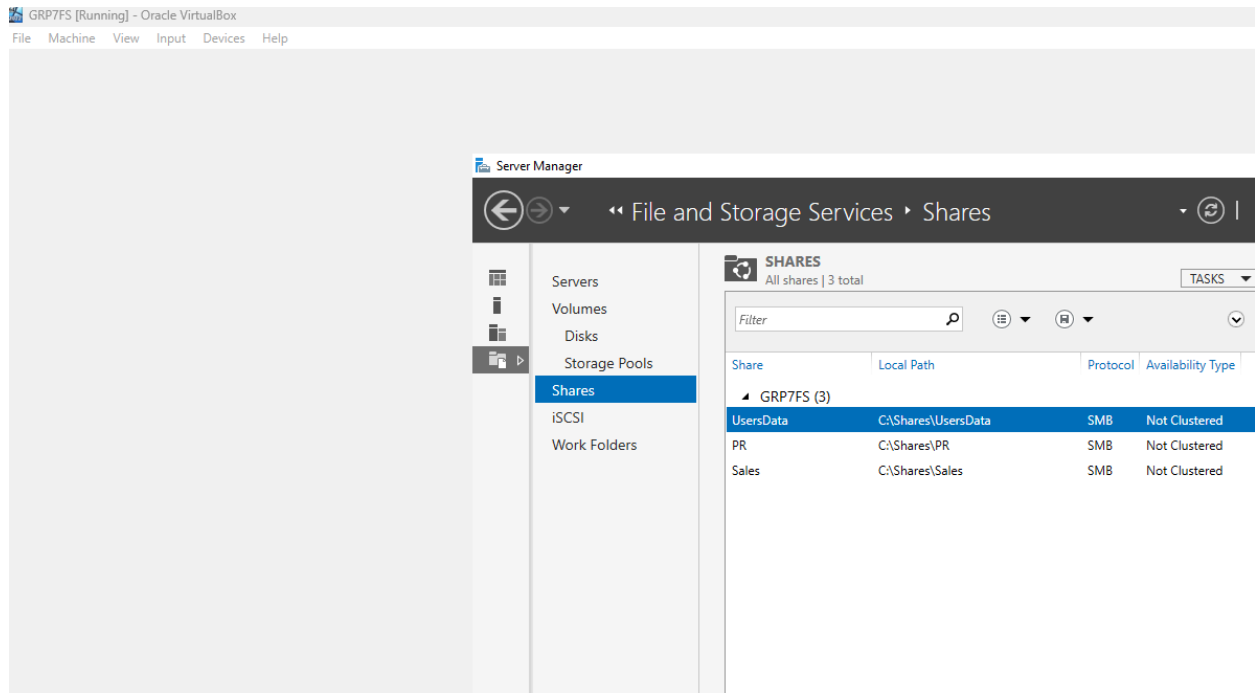 GRP7FS [Running] - Oracle VirtualBox
File Machine View Input Devices Help
Server Manager
File and Storage Services Shares
Servers
Volumes
Disks
Storage Pools
Shares
iSCSI
Work Folders
SHARES
All shares | 3 total
TASKS
Filter
Share Local Path Protocol Availability Type
GRP7FS (3)
UsersData C:\Shares\UsersData SMB Not Clustered
PR C:\Shares\PR SMB Not Clustered
Sales C:\Shares\Sales SMB Not Clustered